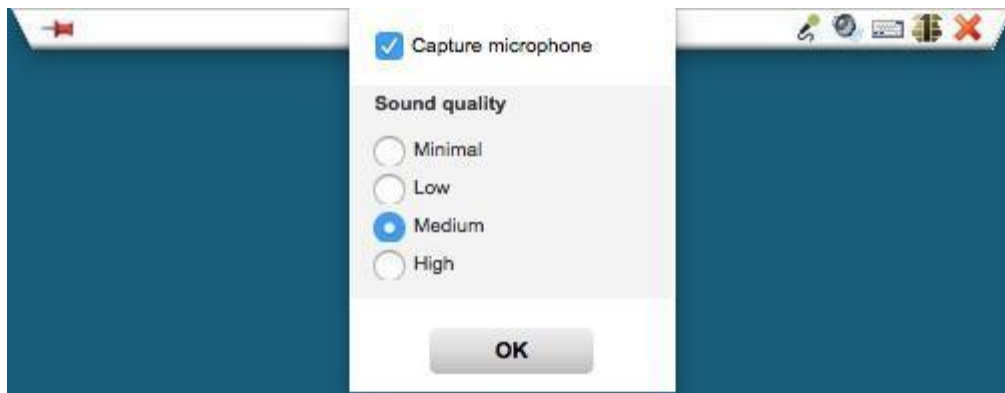 Capture microphone
Sound quality
Minimal
Low
Medium
High
OK